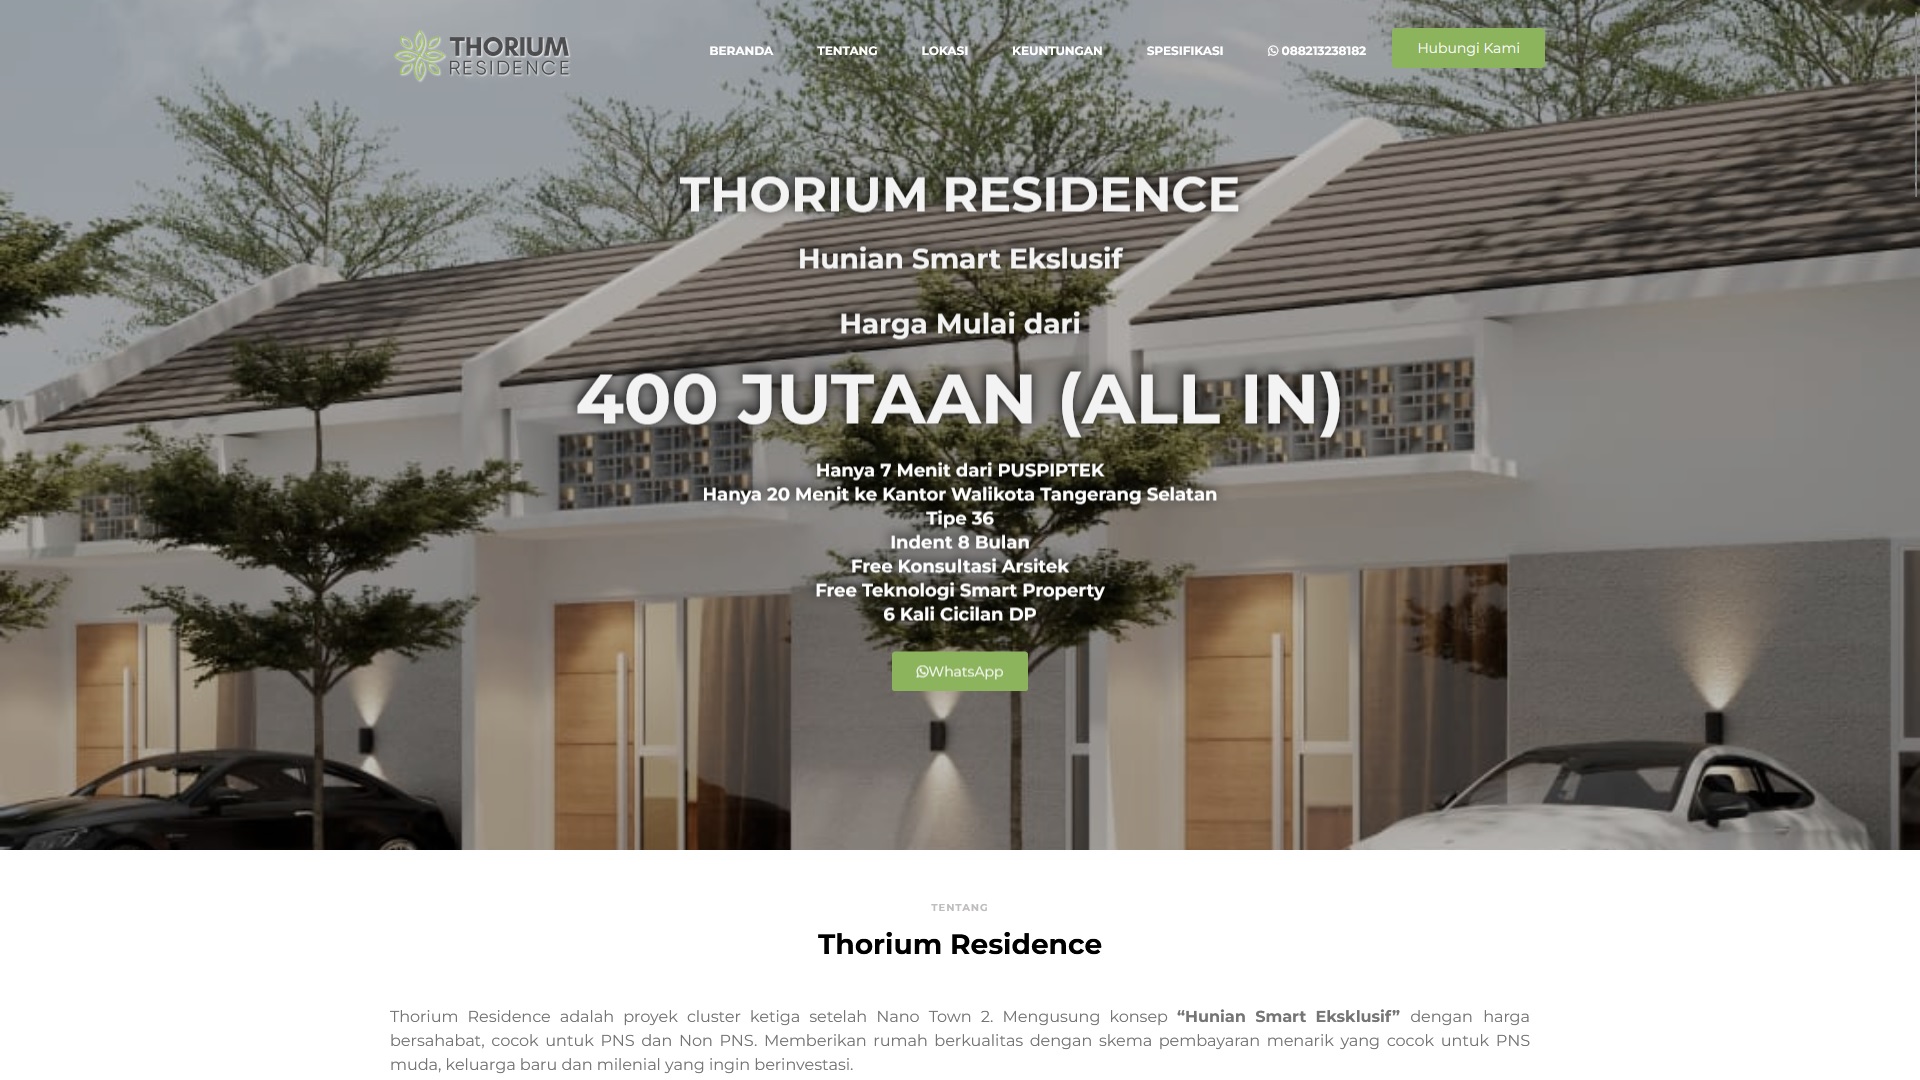 THORIUM
RESIDENCE
BERANDA
TENTANG
LOKASI
KEUNTUNGAN
SPESIFIKASI
088213238182
Hubungi Kami
THORIUM RESIDENCE
Hunian Smart Ekslusif
Harga Mulai dari
400 JUTAAN (ALL IN)
Hanya 7 Menit dari PUSPIPTEK
Hanya 20 Menit ke Kantor Walikota Tangerang Selatan
Tipe 36
Indent 8 Bulan
Free Konsultasi Arsitek
Free Teknologi Smart Property
6 Kali Cicilan DP
WhatsApp
TENTANG
Thorium Residence
Thorium Residence adalah proyek cluster ketiga setelah Nano Town 2. Mengusung konsep “Hunian Smart Eksklusif” dengan harga
bersahabat, cocok untuk PNS dan Non PNS. Memberikan rumah berkualitas dengan skema pembayaran menarik yang cocok untuk PNS
muda, keluarga baru dan milenial yang ingin berinvestasi.